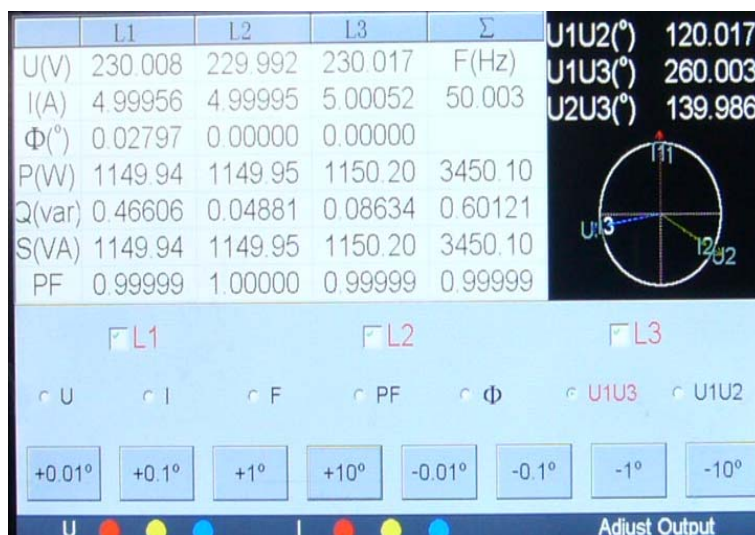 L1 L2 L3 Σ
U(V) 230.008 229.992 230.017 F(Hz)
I(A) 4.99956 4.99995 5.00052 50.003
Φ(°) 0.02797 0.00000 0.00000
P(W) 1149.94 1149.95 1150.20 3450.10
Q(var) 0.46606 0.04881 0.08634 0.60121
S(VA) 1149.94 1149.95 1150.20 3450.10
PF 0.99999 1.00000 0.99999 0.99999
U1U2(°) 120.017
U1U3(°) 260.003
U2U3(°) 139.986
I3
I2 U2
L1 L2 L3
U I F PF Φ U1U3 U1U2
+0.01° +0.1° +1° +10° -0.01° -0.1° -1° -10°
U I Adjust Output